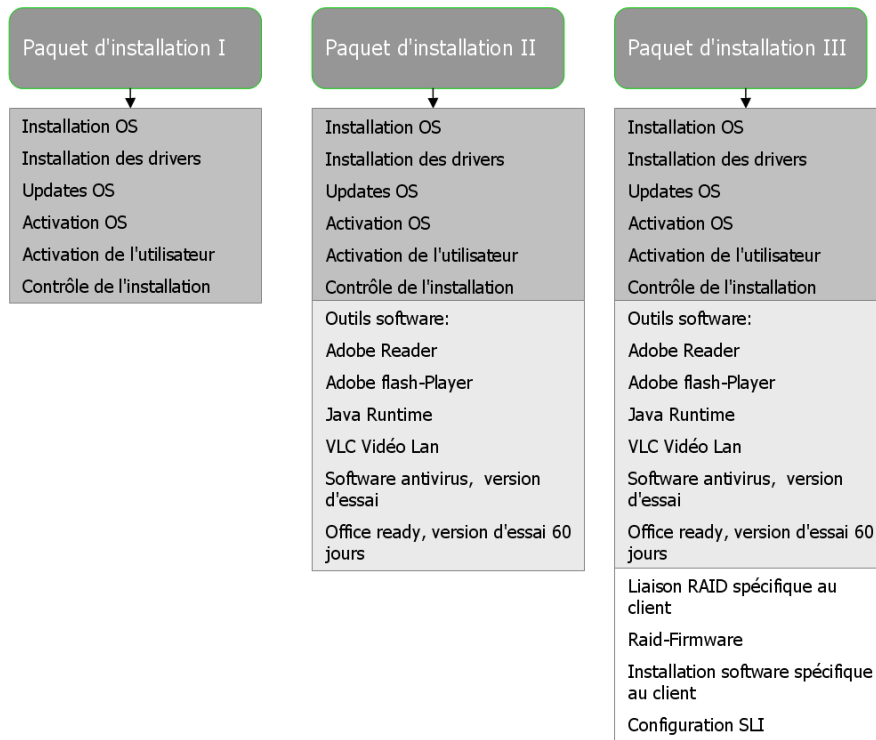 Paquet d'installation I
Installation OS
Installation des drivers
Updates OS
Activation OS
Activation de l'utilisateur
Contrôle de l'installation
Paquet d'installation II
Installation OS
Installation des drivers
Updates OS
Activation OS
Activation de l'utilisateur
Contrôle de l'installation
Outils software:
Adobe Reader
Adobe flash-Player
Java Runtime
VLC Vidéo Lan
Software antivirus, version
d'essai
Office ready, version d'essai 60
jours
Paquet d'installation III
Installation OS
Installation des drivers
Updates OS
Activation OS
Activation de l'utilisateur
Contrôle de l'installation
Outils software:
Adobe Reader
Adobe flash-Player
Java Runtime
VLC Vidéo Lan
Software antivirus, version
d'essai
Office ready, version d'essai 60
jours
Liaison RAID spécifique au
client
Raid-Firmware
Installation software spécifique
au client
Configuration SLI